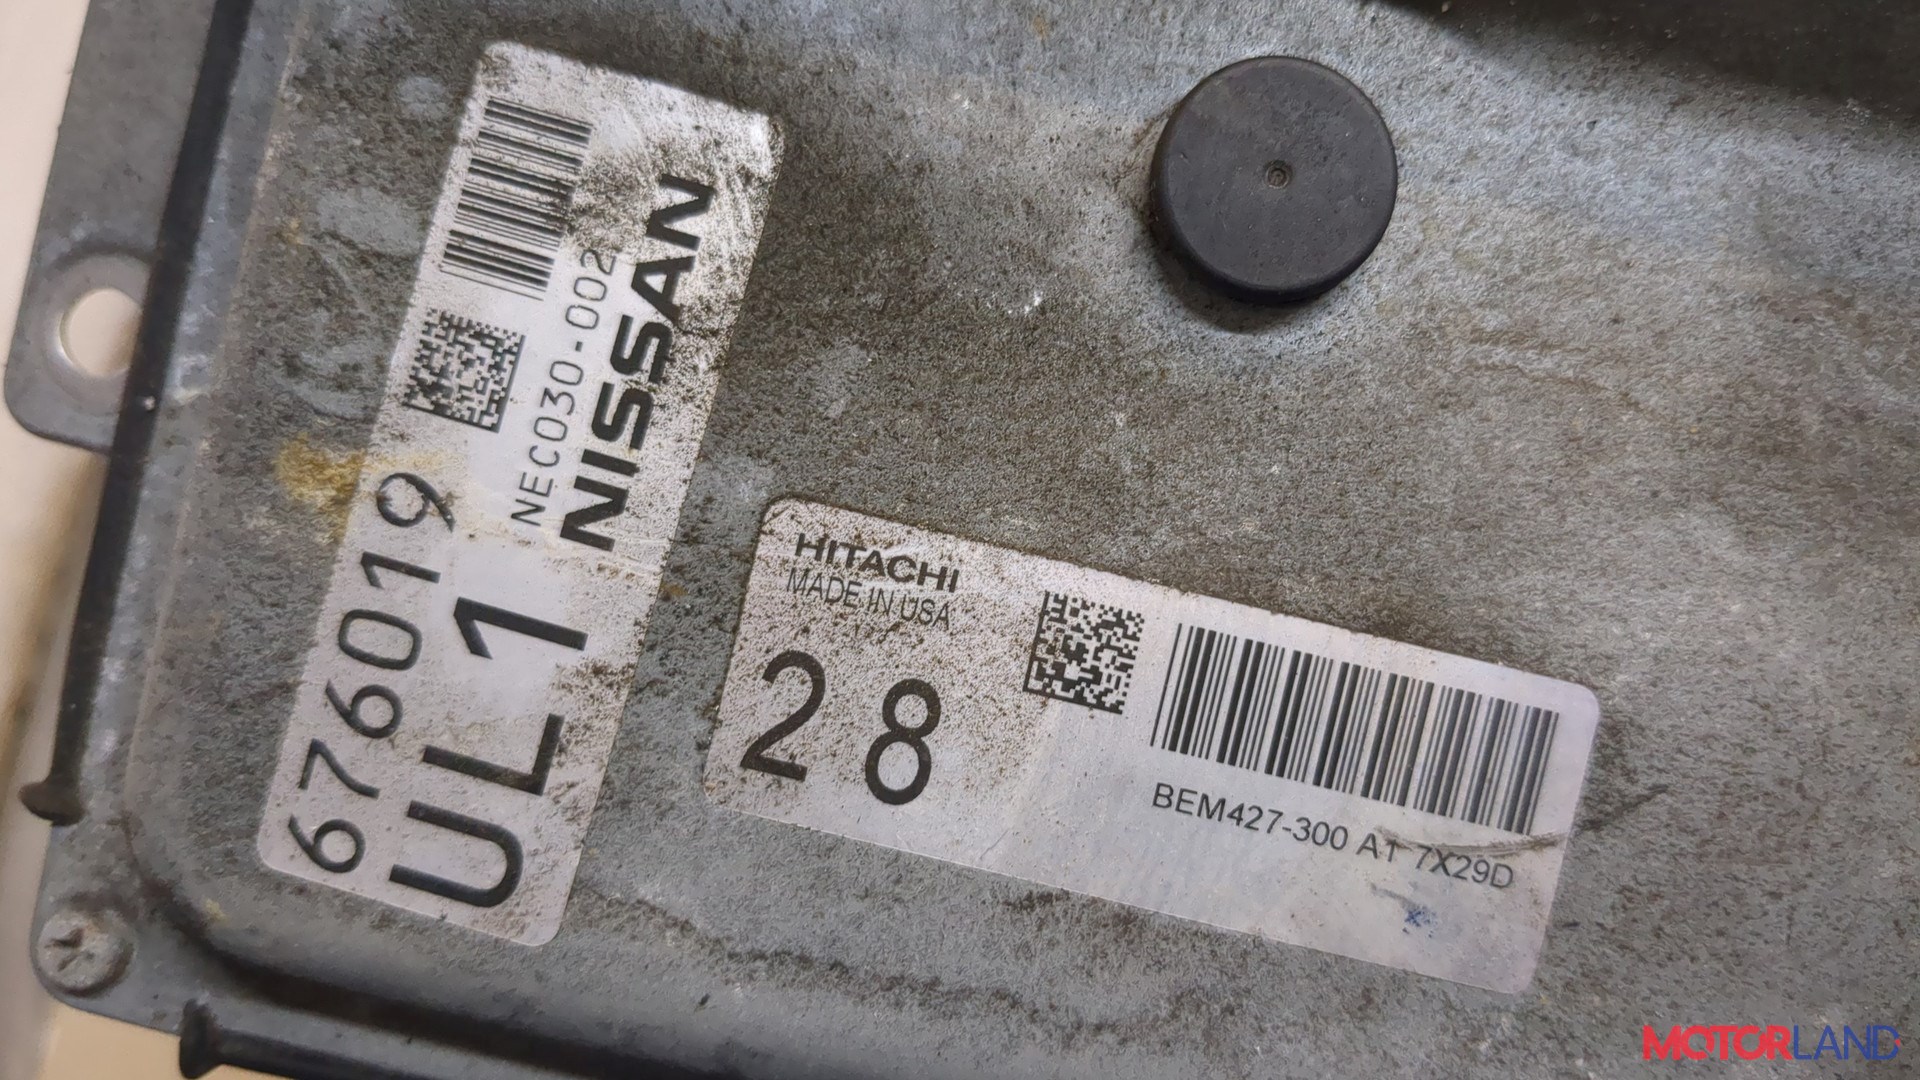 676019
UL1
NEC030-002
NISSAN
HITACHI
MADE IN USA
28
BEM427-300 A1 7X29D
MOTORLAND